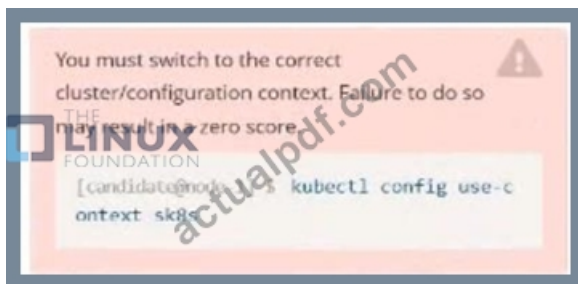 You must switch to the correct
cluster/configuration context. Failure to do so
may result in a zero score.
THE
LINUX
FOUNDATION
[candidate@node-1] $ kubectl config use-c
ontext sk8s
actualpdf.com